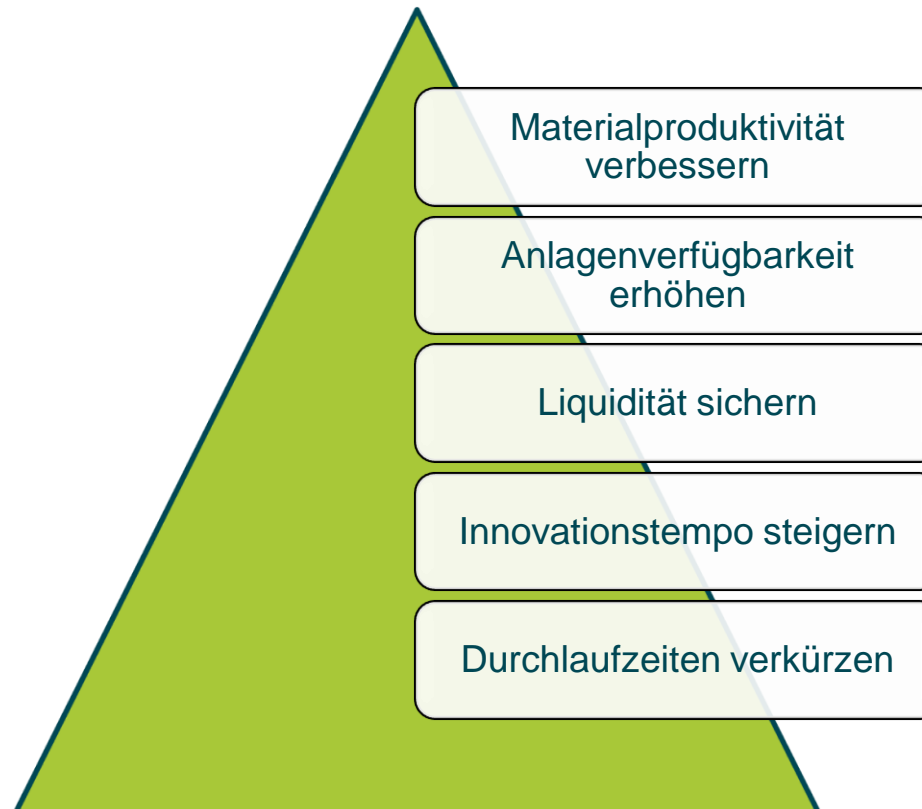 Materialproduktivität
verbessern
Anlagenverfügbarkeit
erhöhen
Liquidität sichern
Innovationstempo steigern
Durchlaufzeiten verkürzen